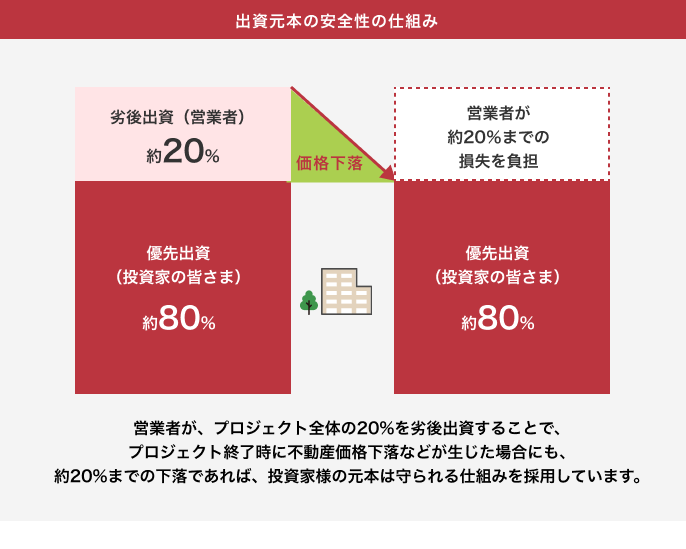 出資元本の安全性の仕組み
劣後出資（営業者）
約20%
価格下落
営業者が
約20%までの
損失を負担
優先出資
（投資家の皆さま）
約80%
優先出資
（投資家の皆さま）
約80%
営業者が、プロジェクト全体の20%を劣後出資することで、
プロジェクト終了時に不動産価格下落などが生じた場合にも、
約20%までの下落であれば、投資家様の元本は守られる仕組みを採用しています。